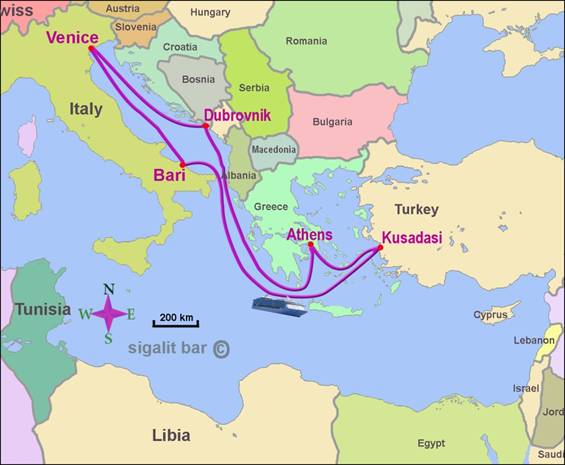 wiss
Austria
Hungary
Slovenia
Venice
Croatia
Romania
Bosnia
Serbia
Italy
Dubrovnik
Bulgaria
Macedonia
Albania
Bari
Greece
Turkey
Athens
Kusadasi
N
W E
S
Tunisia
200 km
Cyprus
Lebanon
sigalit bar ©
Israel
Jord
Libia
Egypt
Saudi